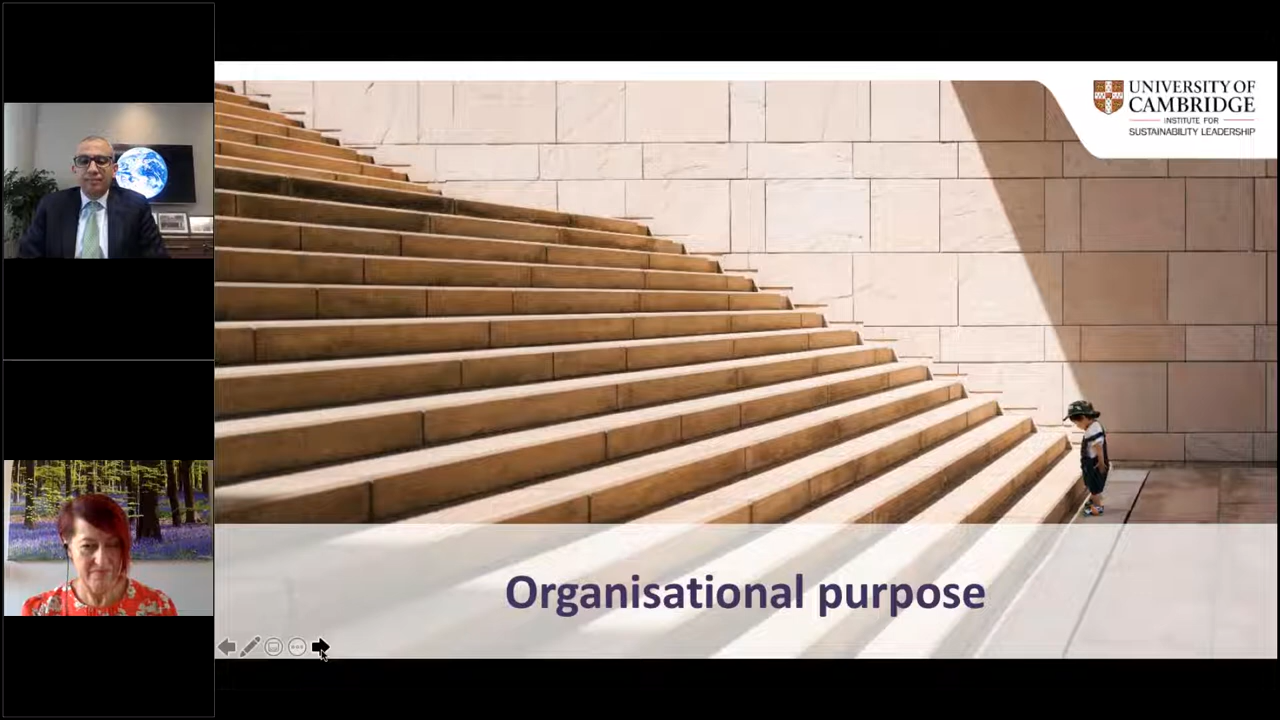 UNIVERSITY OF
CAMBRIDGE
INSTITUTE FOR
SUSTAINABILITY LEADERSHIP
Organisational purpose